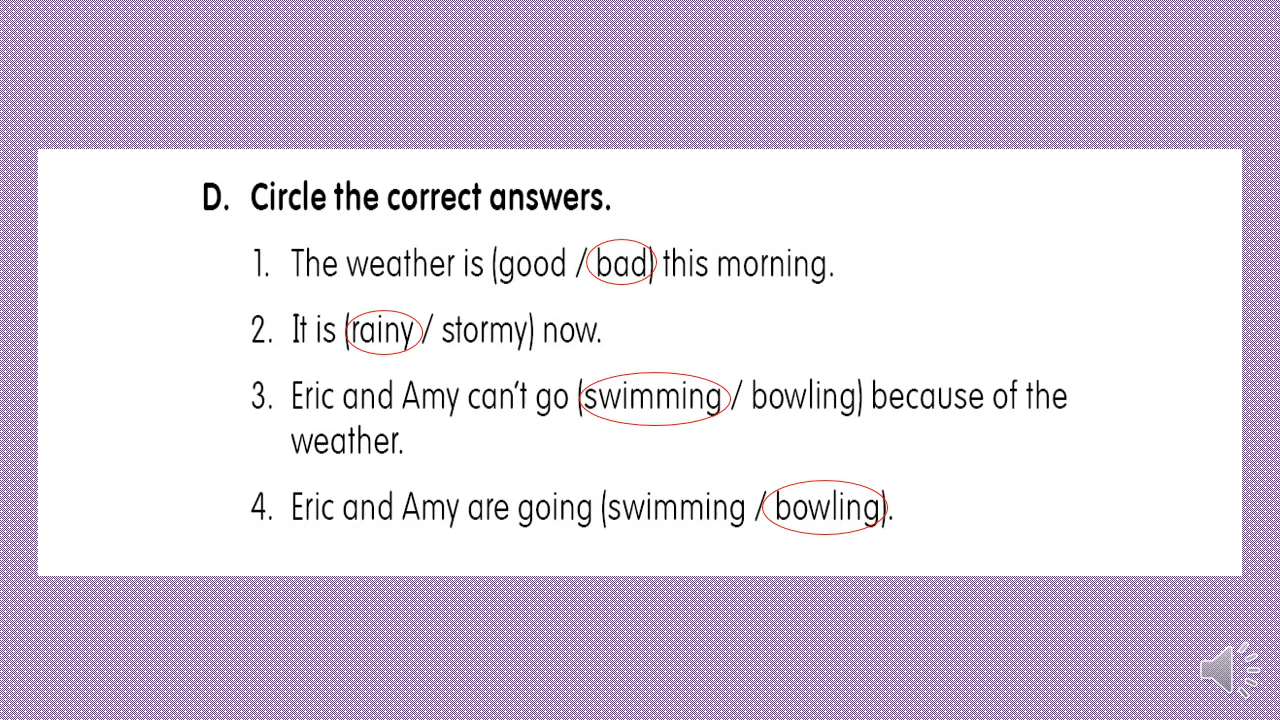 D. Circle the correct answers.
1. The weather is (good / bad) this morning.
2. It is (rainy / stormy) now.
3. Eric and Amy can't go (swimming / bowling) because of the
weather.
4. Eric and Amy are going (swimming / bowling).